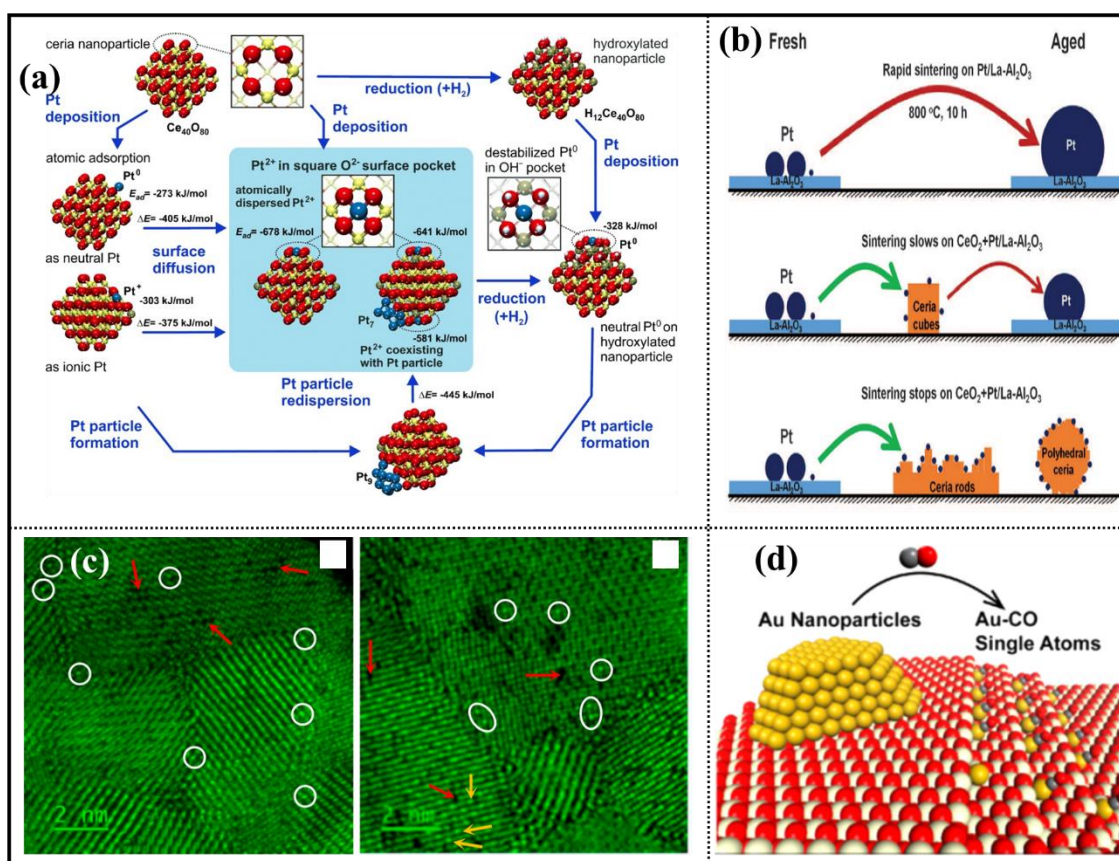 (a)
ceria nanoparticle
Ce₄₀O₈₀
reduction (+H₂)
hydroxylated
nanoparticle
H₁₂Ce₄₀O₈₀
Pt
deposition
Pt
deposition
Pt
deposition
atomic adsorption
Pt⁰
E_ad = -273 kJ/mol
ΔE= -405 kJ/mol
as neutral Pt
surface
diffusion
Pt⁺
-303 kJ/mol
ΔE= -375 kJ/mol
as ionic Pt
Pt²⁺ in square O²⁻ surface pocket
atomically
dispersed Pt²⁺
E_ad = -678 kJ/mol
-641 kJ/mol
Pt₇
-581 kJ/mol
Pt²⁺ coexisting
with Pt particle
destabilized Pt⁰
in OH⁻ pocket
-328 kJ/mol
Pt⁰
reduction
(+H₂)
neutral Pt⁰ on
hydroxylated
nanoparticle
Pt particle
redispersion
ΔE= -445 kJ/mol
Pt particle
formation
Pt₉
Pt particle
formation
(b)
Fresh
Aged
Rapid sintering on Pt/La-Al₂O₃
800 °C, 10 h
Pt
La-Al₂O₃
Pt
La-Al₂O₃
Sintering slows on CeO₂+Pt/La-Al₂O₃
Pt
La-Al₂O₃
Ceria
cubes
Pt
La-Al₂O₃
Sintering stops on CeO₂+Pt/La-Al₂O₃
Pt
La-Al₂O₃
Ceria rods
Polyhedral
ceria
(c)
2 nm
2 nm
(d)
Au Nanoparticles
Au-CO
Single Atoms